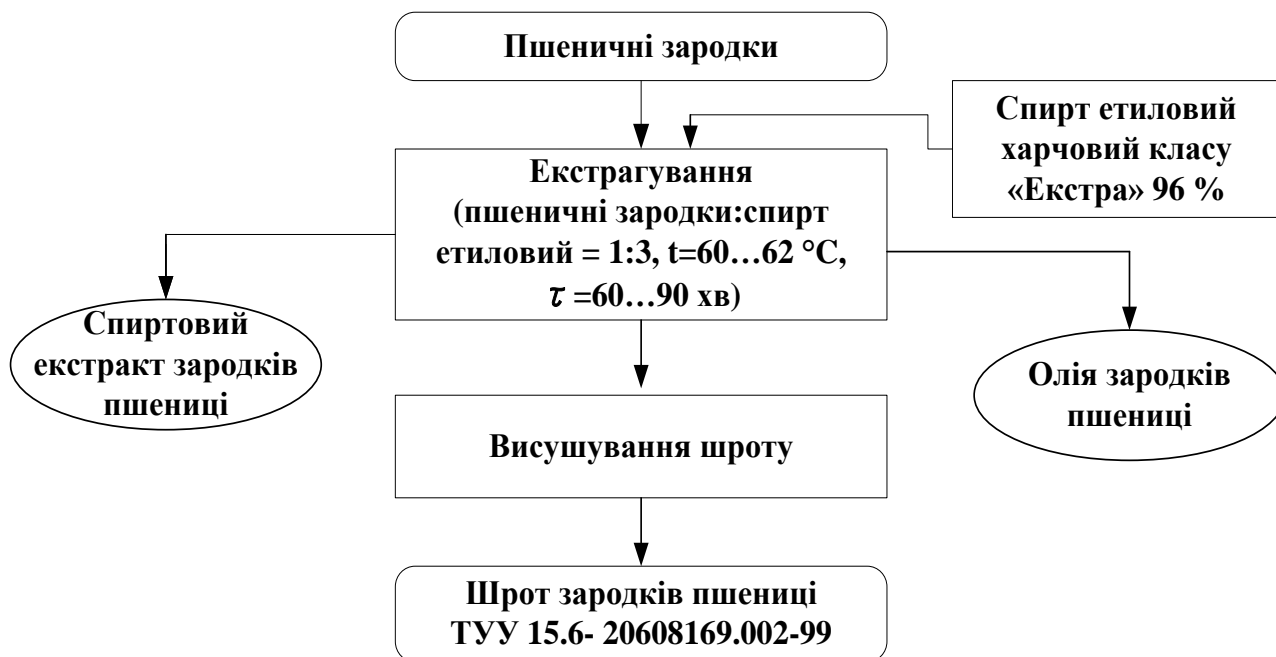 Пшеничні зародки
Спирт етиловий
харчовий класу
«Екстра» 96 %
Екстрагування
(пшеничні зародки:спирт
етиловий = 1:3, t=60…62 °С,
τ =60…90 хв)
Спиртовий
екстракт зародків
пшениці
Олія зародків
пшениці
Висушування шроту
Шрот зародків пшениці
ТУУ 15.6- 20608169.002-99